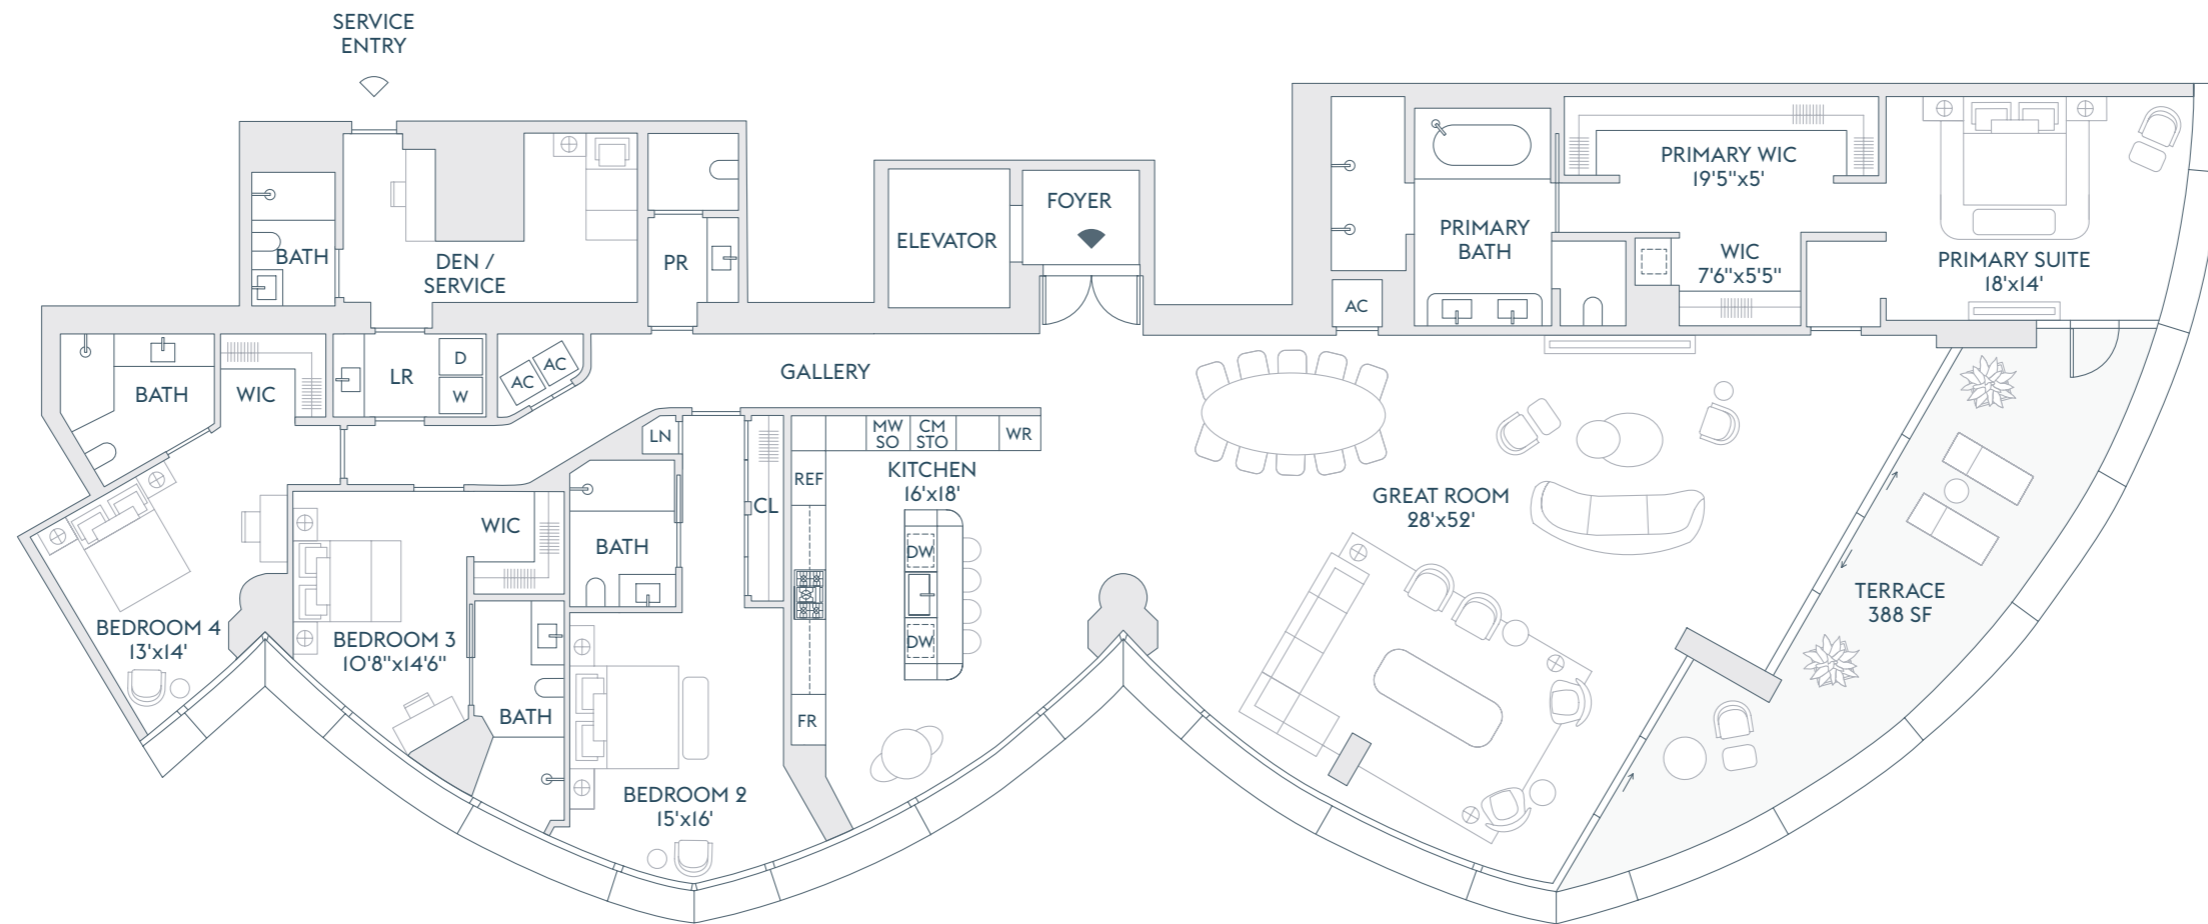 SERVICE
ENTRY
BATH
DEN /
SERVICE
PR
ELEVATOR
FOYER
PRIMARY
BATH
PRIMARY WIC
19'5"x5'
WIC
7'6"x5'5"
PRIMARY SUITE
18'x14'
AC
BATH
WIC
LR
D
W
AC
AC
GALLERY
LN
CL
MW
SO
CM
STO
WR
REF
KITCHEN
16'x18'
DW
DW
FR
GREAT ROOM
28'x52'
TERRACE
388 SF
WIC
BATH
BEDROOM 4
13'x14'
BEDROOM 3
10'8"x14'6"
BATH
BEDROOM 2
15'x16'